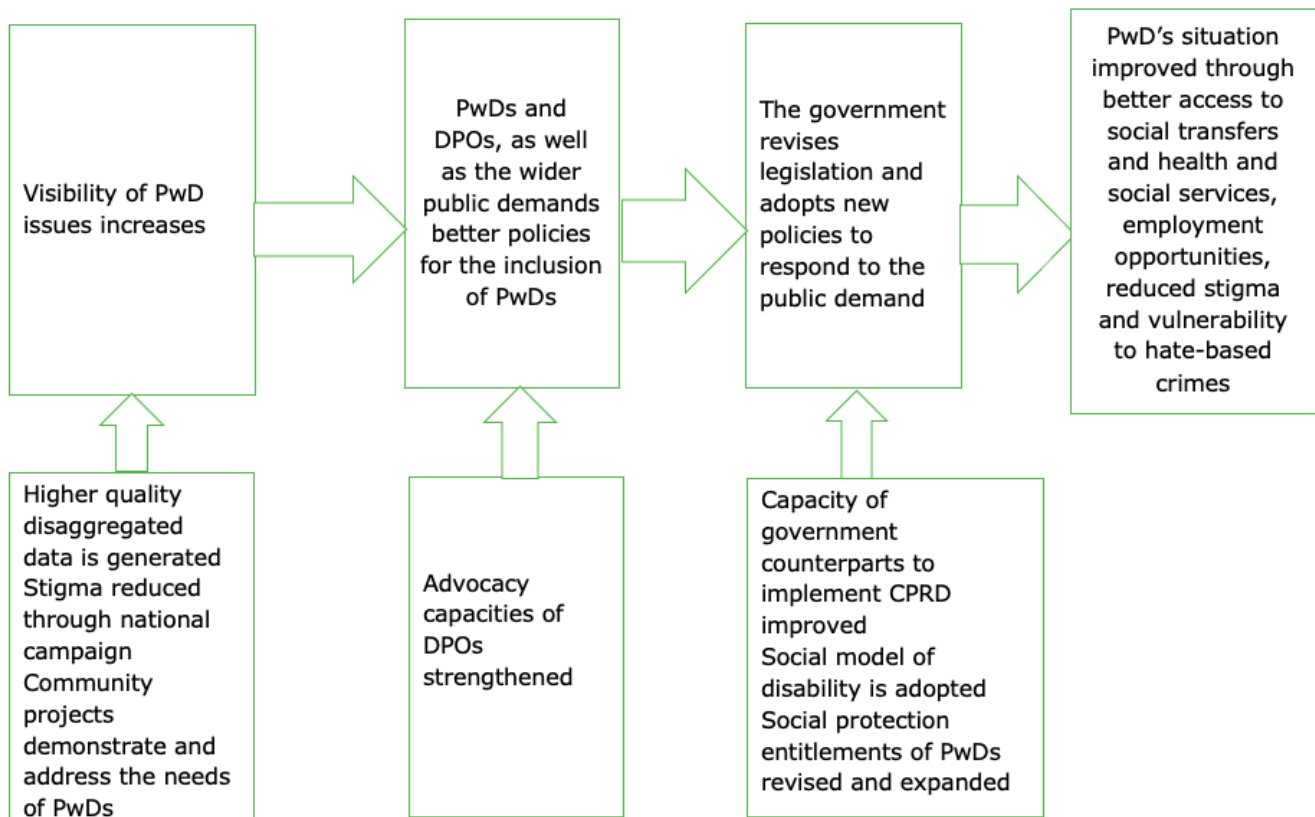 Visibility of PwD
issues increases
PwDs and
DPOs, as well
as the wider
public demands
better policies
for the inclusion
of PwDs
The government
revises
legislation and
adopts new
policies to
respond to the
public demand
PwD’s situation
improved through
better access to
social transfers
and health and
social services,
employment
opportunities,
reduced stigma
and vulnerability
to hate-based
crimes
Higher quality
disaggregated
data is generated
Stigma reduced
through national
campaign
Community
projects
demonstrate and
address the needs
of PwDs
Advocacy
capacities of
DPOs
strengthened
Capacity of
government
counterparts to
implement CPRD
improved
Social model of
disability is adopted
Social protection
entitlements of PwDs
revised and expanded